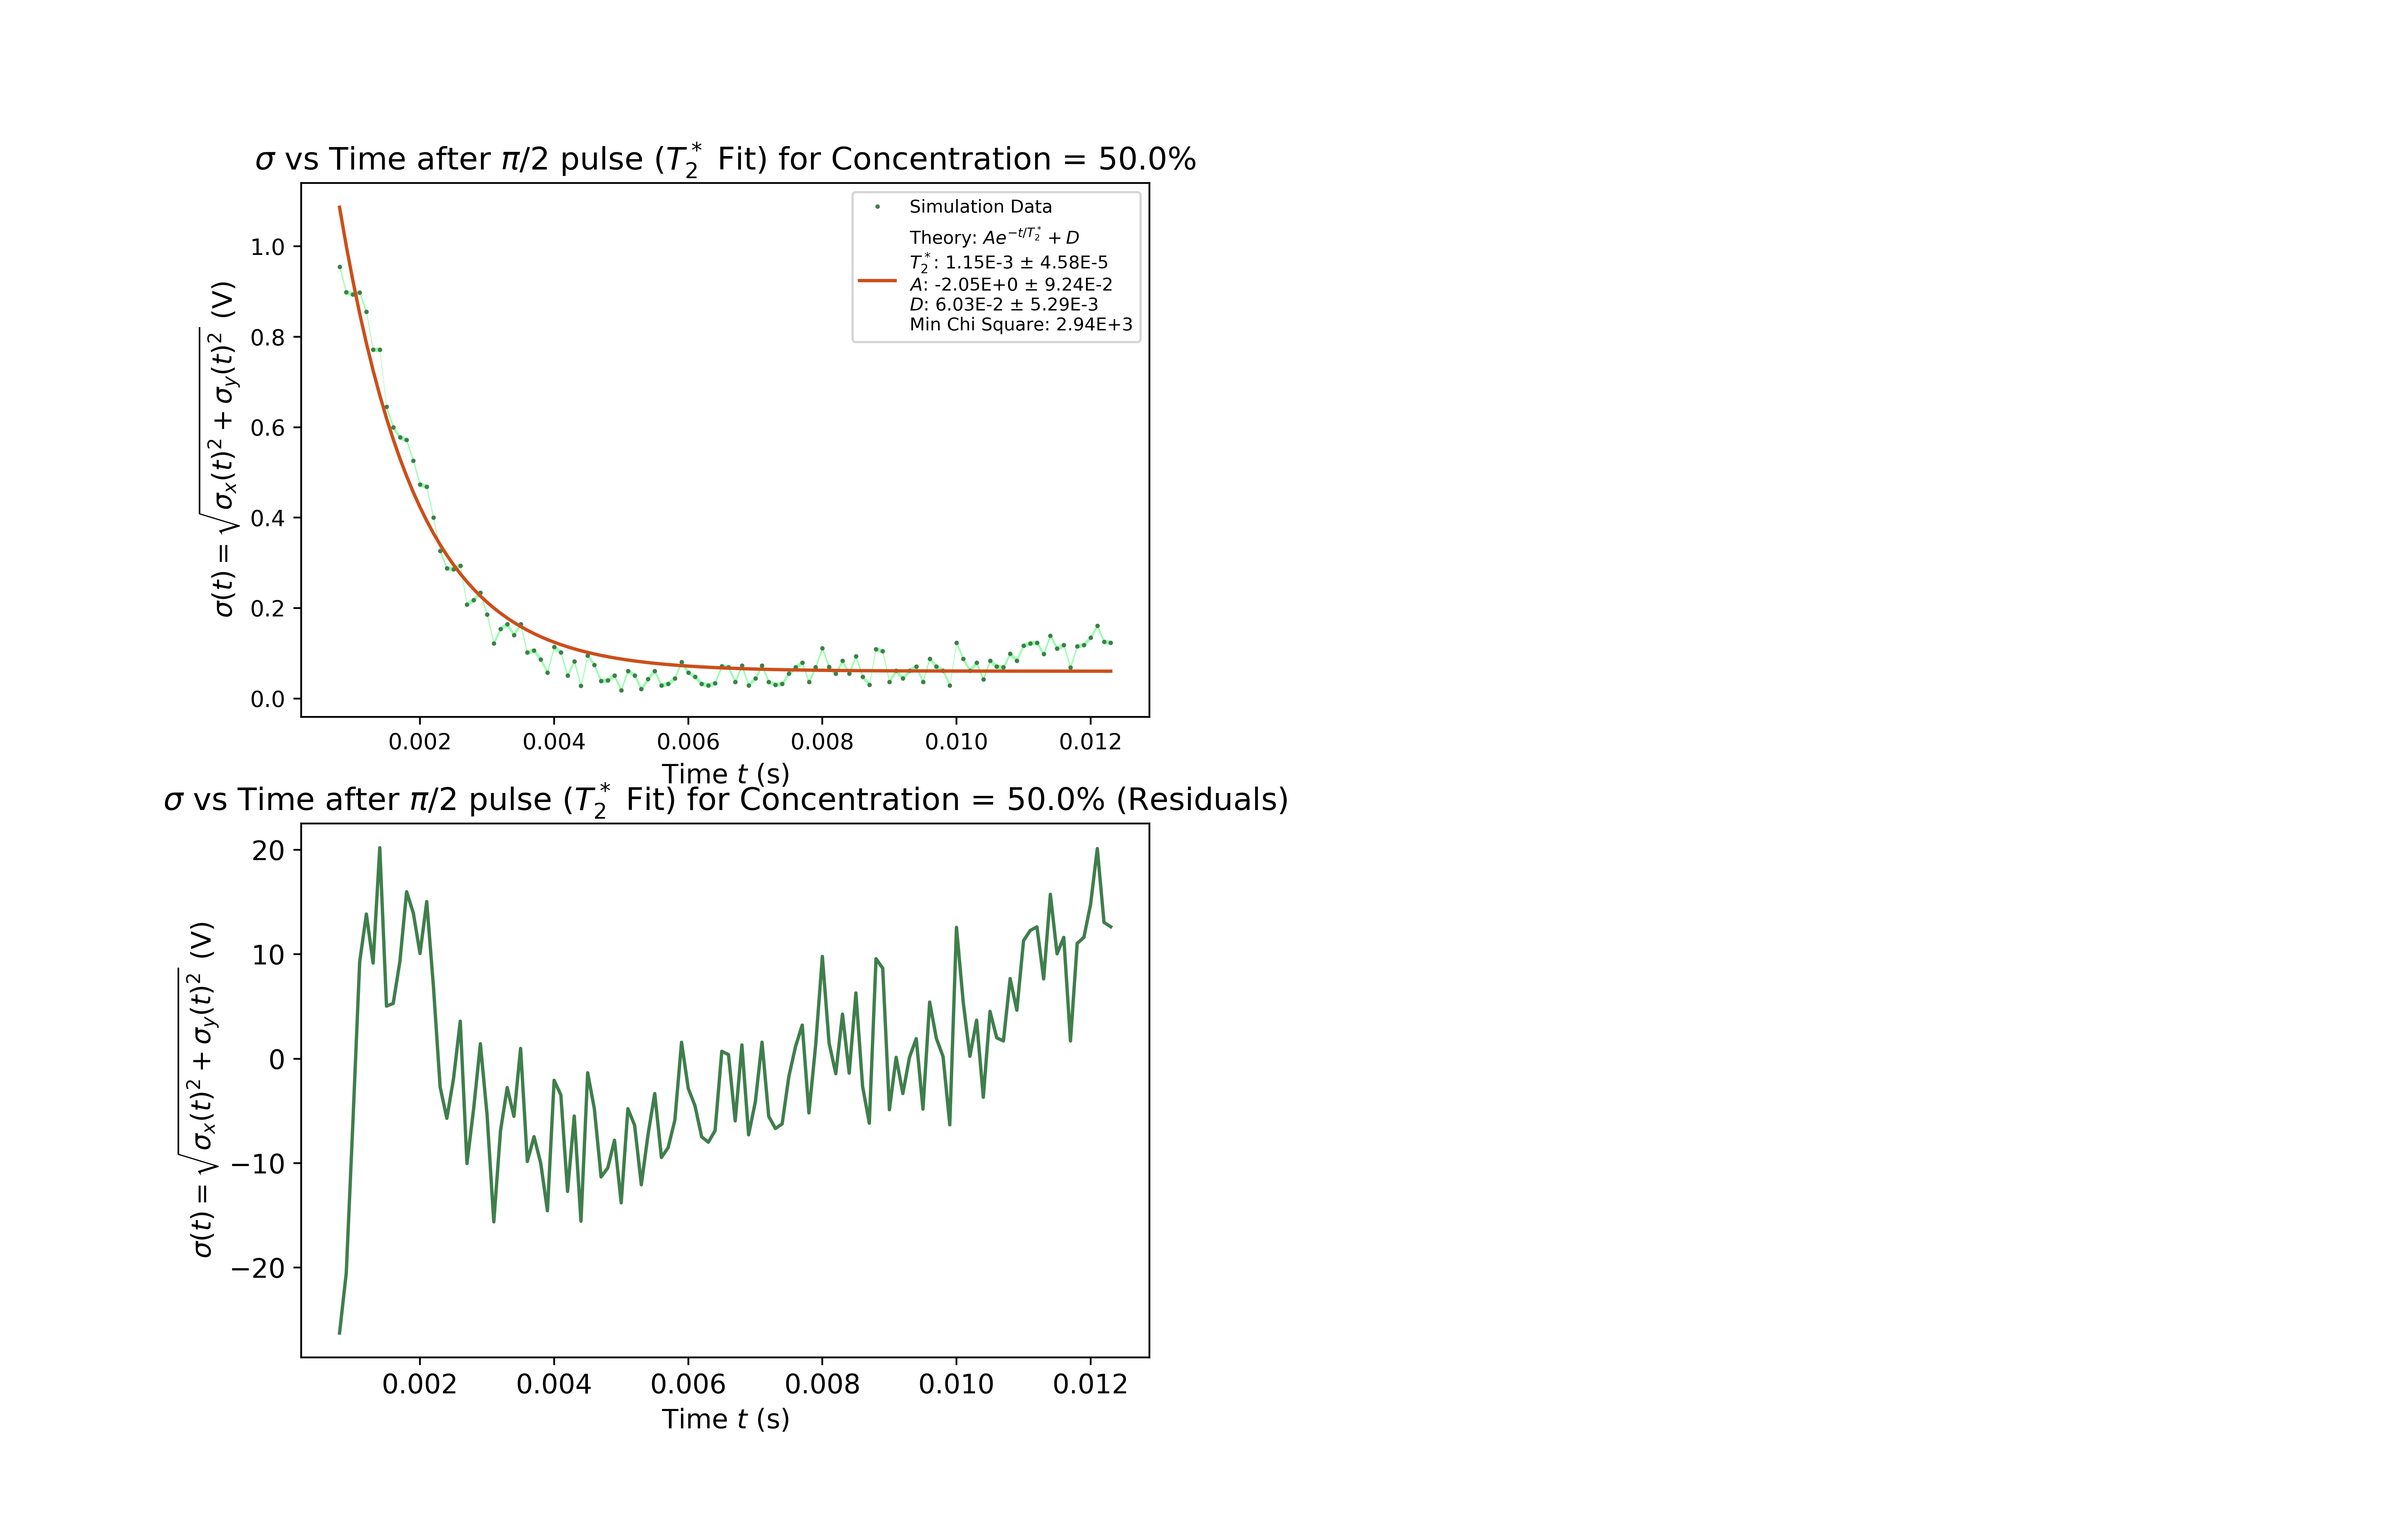 σ vs Time after π/2 pulse (T₂* Fit) for Concentration = 50.0%
σ(t) = √σₓ(t)² + σᵧ(t)² (V)
1.0
0.8
0.6
0.4
0.2
0.0
Simulation Data
Theory: Ae^{-t/T₂*} + D
T₂*: 1.15E-3 ± 4.58E-5
A: -2.05E+0 ± 9.24E-2
D: 6.03E-2 ± 5.29E-3
Min Chi Square: 2.94E+3
0.002 0.004 0.006 0.008 0.010 0.012
Time t (s)
σ vs Time after π/2 pulse (T₂* Fit) for Concentration = 50.0% (Residuals)
σ(t) = √σₓ(t)² + σᵧ(t)² (V)
20
10
0
−10
−20
0.002 0.004 0.006 0.008 0.010 0.012
Time t (s)